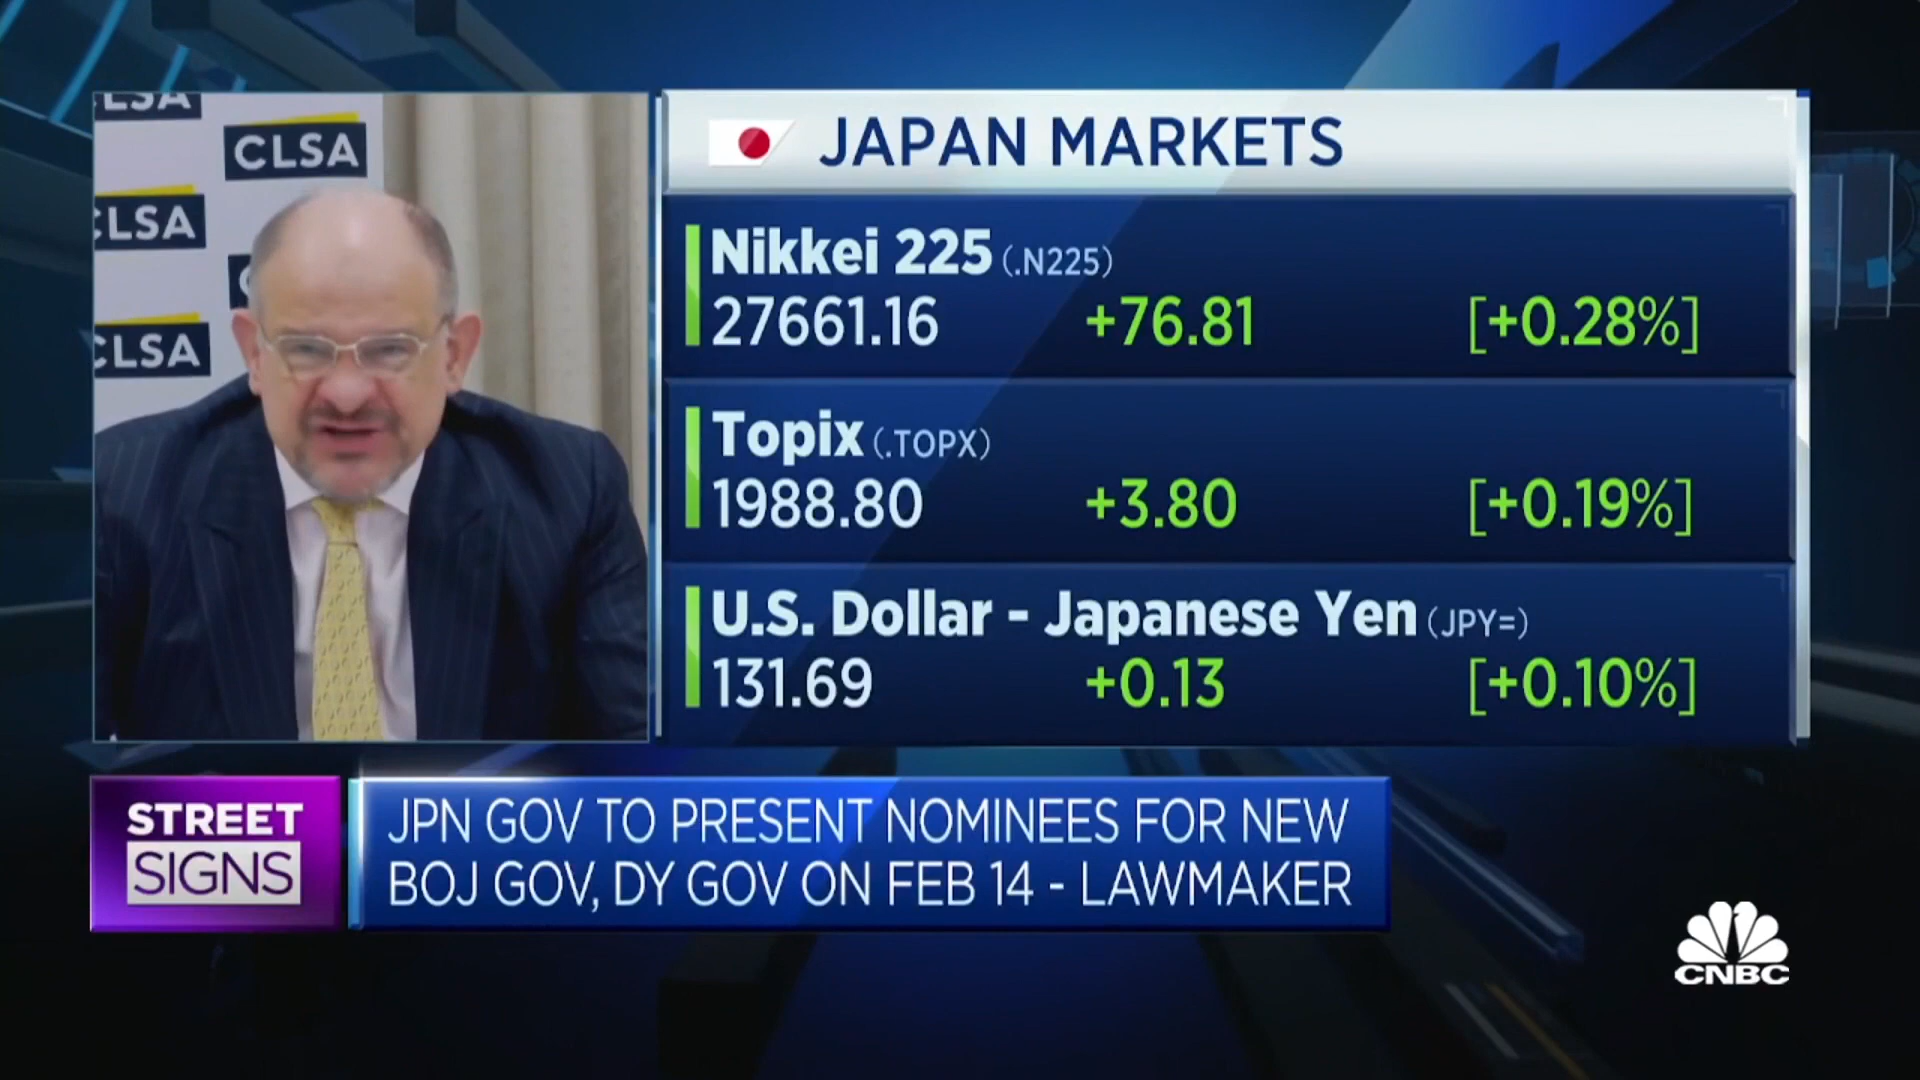 CLSA
CLSA
CLSA
CLSA
JAPAN MARKETS
Nikkei 225 (.N225)
27661.16 +76.81 [+0.28%]
Topix (.TOPX)
1988.80 +3.80 [+0.19%]
U.S. Dollar - Japanese Yen (JPY=)
131.69 +0.13 [+0.10%]
STREET
SIGNS
JPN GOV TO PRESENT NOMINEES FOR NEW
BOJ GOV, DY GOV ON FEB 14 - LAWMAKER
CNBC